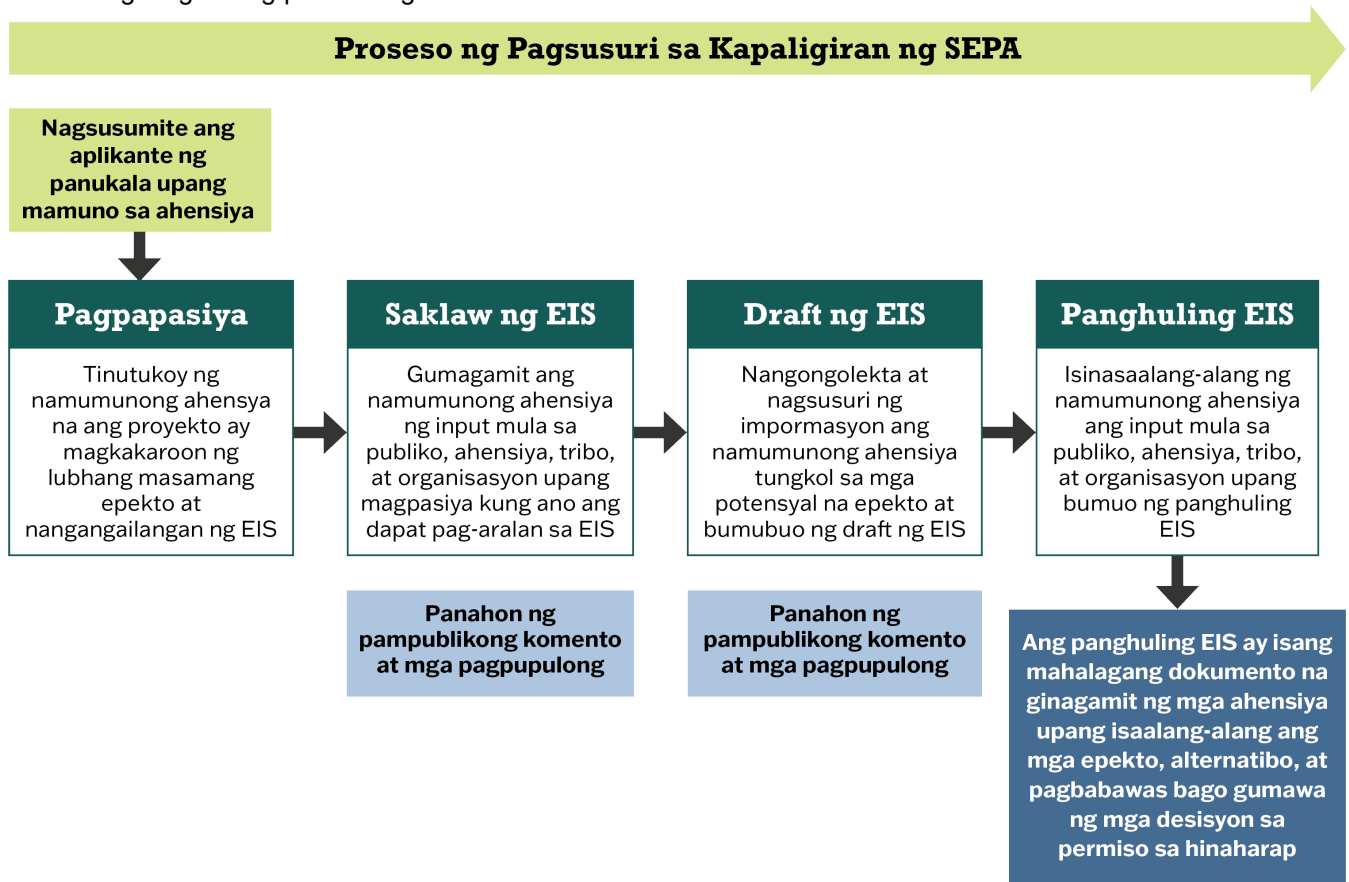 Proseso ng Pagsusuri sa Kapaligiran ng SEPA
Nagsusumite ang
aplikante ng
panukala upang
mamuno sa ahensiya
Pagpapasiya
Tinutukoy ng
namumunong ahensya
na ang proyekto ay
magkakaroon ng
lubhang masamang
epekto at
nangangailangan ng EIS
Saklaw ng EIS
Gumagamit ang
namumunong ahensiya
ng input mula sa
publiko, ahensiya, tribo,
at organisasyon upang
magpasiya kung ano ang
dapat pag-aralan sa EIS
Panahon ng
pampublikong komento
at mga pagpupulong
Draft ng EIS
Nangongolekta at
nagsusuri ng
impormasyon ang
namumunong ahensiya
tungkol sa mga
potensyal na epekto at
bumubuo ng draft ng EIS
Panahon ng
pampublikong komento
at mga pagpupulong
Panghuling EIS
Isinasaalang-alang ng
namumunong ahensiya
ang input mula sa
publiko, ahensiya, tribo,
at organisasyon upang
bumuo ng panghuling
EIS
Ang panghuling EIS ay isang
mahalagang dokumento na
ginagamit ng mga ahensiya
upang isaalang-alang ang
mga epekto, alternatibo, at
pagbabawas bago gumawa
ng mga desisyon sa
permiso sa hinaharap